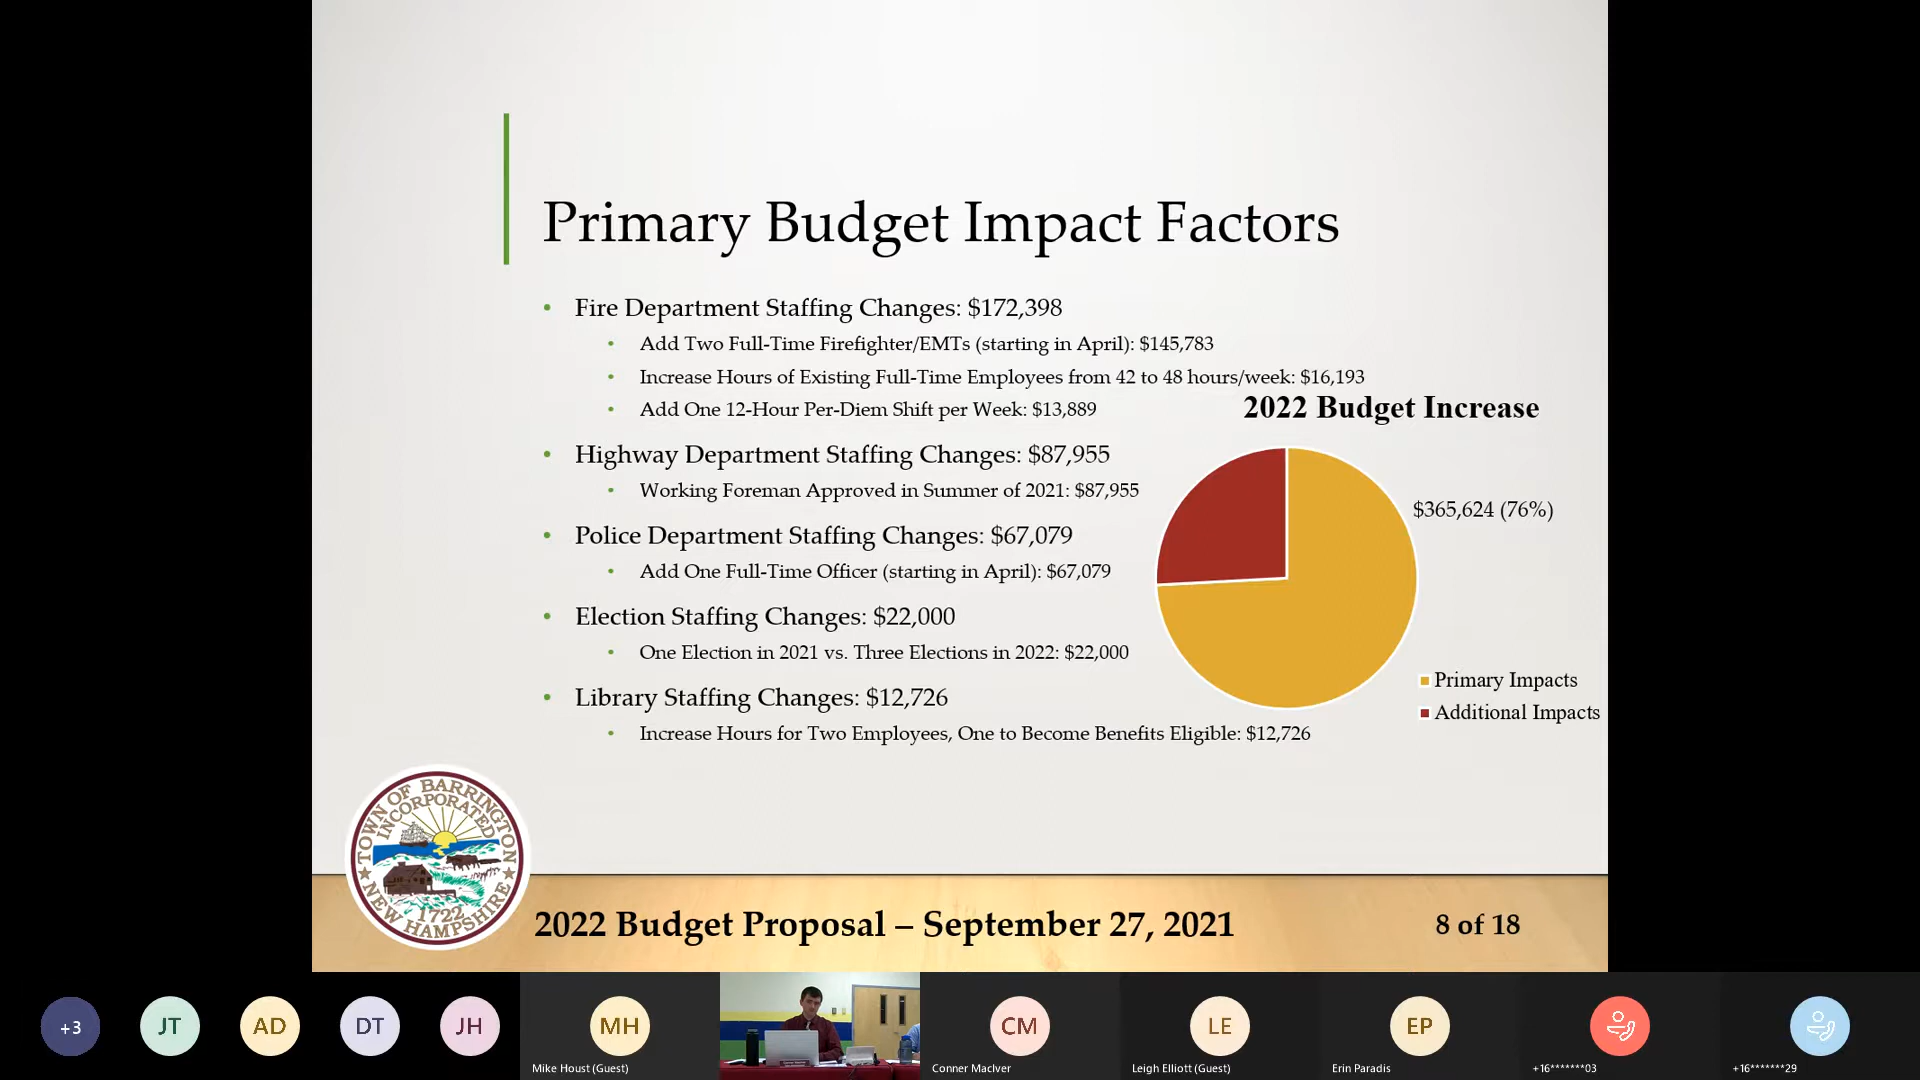 Primary Budget Impact Factors
• Fire Department Staffing Changes: $172,398
• Add Two Full-Time Firefighter/EMTs (starting in April): $145,783
• Increase Hours of Existing Full-Time Employees from 42 to 48 hours/week: $16,193
• Add One 12-Hour Per-Diem Shift per Week: $13,889
• Highway Department Staffing Changes: $87,955
• Working Foreman Approved in Summer of 2021: $87,955
• Police Department Staffing Changes: $67,079
• Add One Full-Time Officer (starting in April): $67,079
• Election Staffing Changes: $22,000
• One Election in 2021 vs. Three Elections in 2022: $22,000
• Library Staffing Changes: $12,726
• Increase Hours for Two Employees, One to Become Benefits Eligible: $12,726
2022 Budget Increase
$365,624 (76%)
Primary Impacts
Additional Impacts
TOWN OF BARRINGTON
INCORPORATED
1722
NEW HAMPSHIRE
2022 Budget Proposal – September 27, 2021
8 of 18
+3
JT
AD
DT
JH
MH
Mike Houst (Guest)
CM
Conner MacIver
LE
Leigh Elliott (Guest)
EP
Erin Paradis
+16*******03
+16*******29